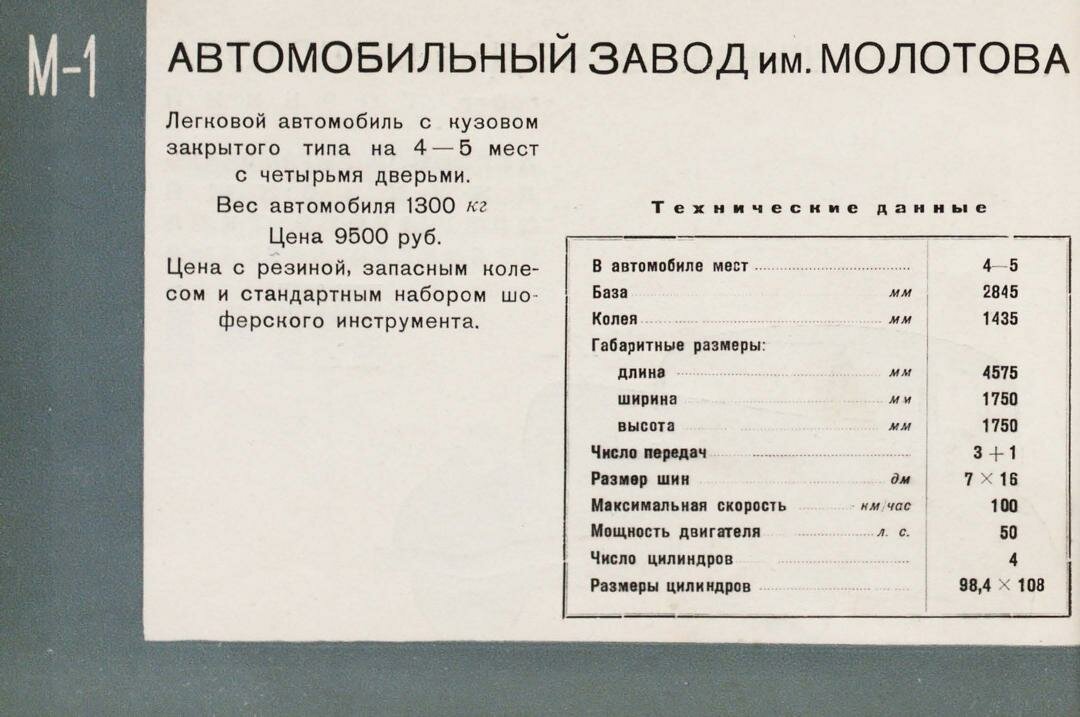 М-1
АВТОМОБИЛЬНЫЙ ЗАВОД им. МОЛОТОВА
Легковой автомобиль с кузовом
закрытого типа на 4—5 мест
с четырьмя дверьми.
Вес автомобиля 1300 кг
Цена 9500 руб.
Цена с резиной, запасным коле-
сом и стандартным набором шо-
ферского инструмента.
Технические данные
В автомобиле мест 4—5
База мм 2845
Колея мм 1435
Габаритные размеры:
длина мм 4575
ширина мм 1750
высота мм 1750
Число передач 3+1
Размер шин дм 7×16
Максимальная скорость км/час 100
Мощность двигателя л. с. 50
Число цилиндров 4
Размеры цилиндров 98,4×108